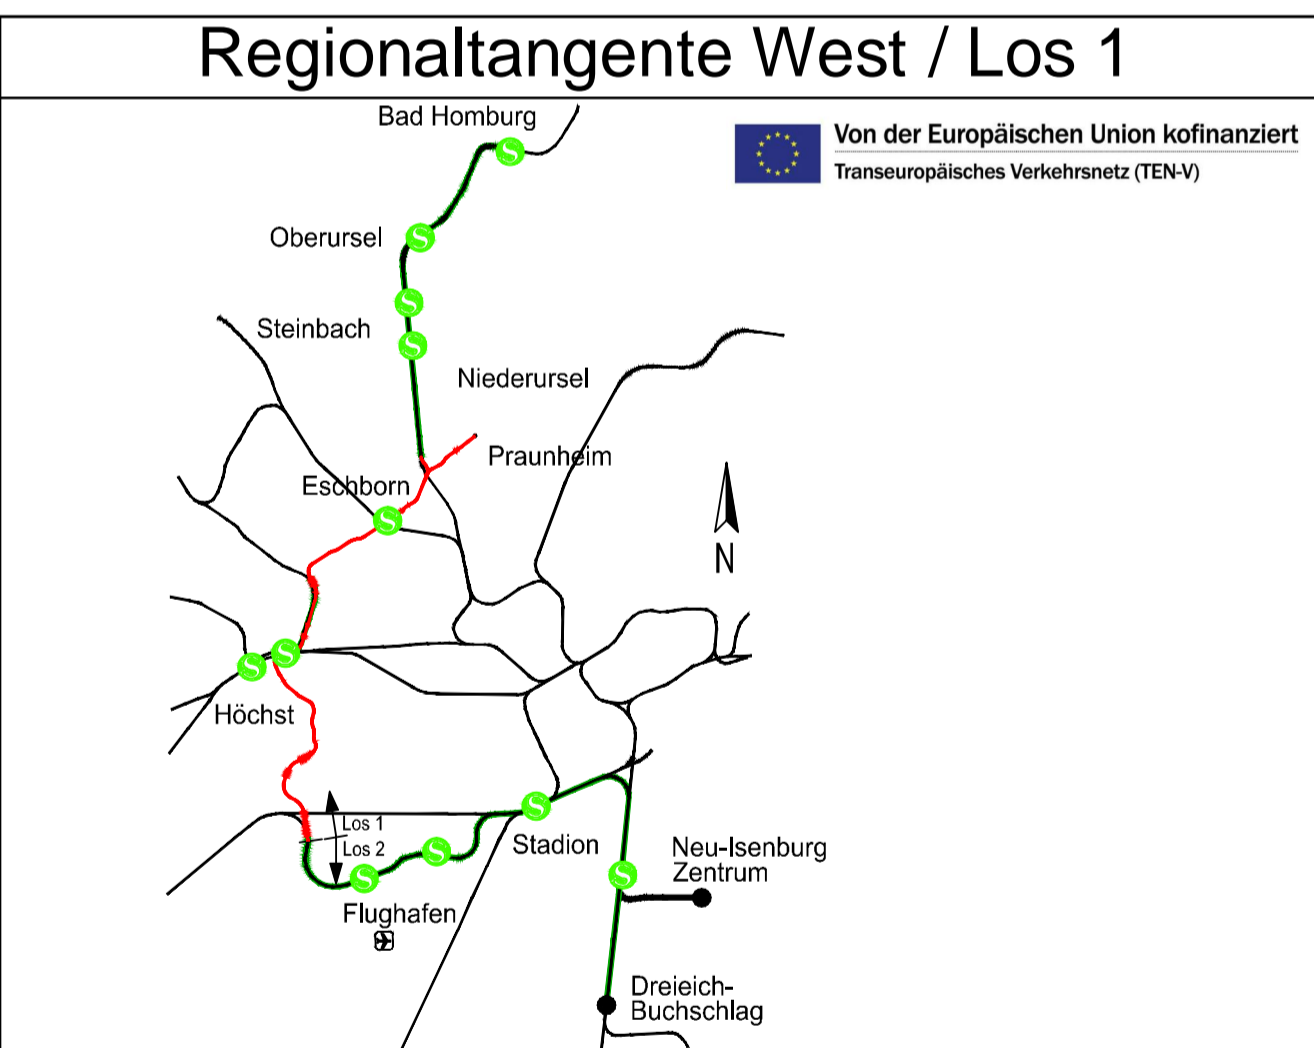 Regionaltangente West / Los 1
Bad Homburg
Von der Europäischen Union kofinanziert
Transeuropäisches Verkehrsnetz (TEN-V)
S
Oberursel
S
S
Steinbach
S
Niederursel
Praunheim
Eschborn
S
N
S
S
Höchst
S
Los 1
Los 2
Stadion
S
S
S
Neu-Isenburg
Zentrum
Flughafen
Dreieich-
Buchschlag